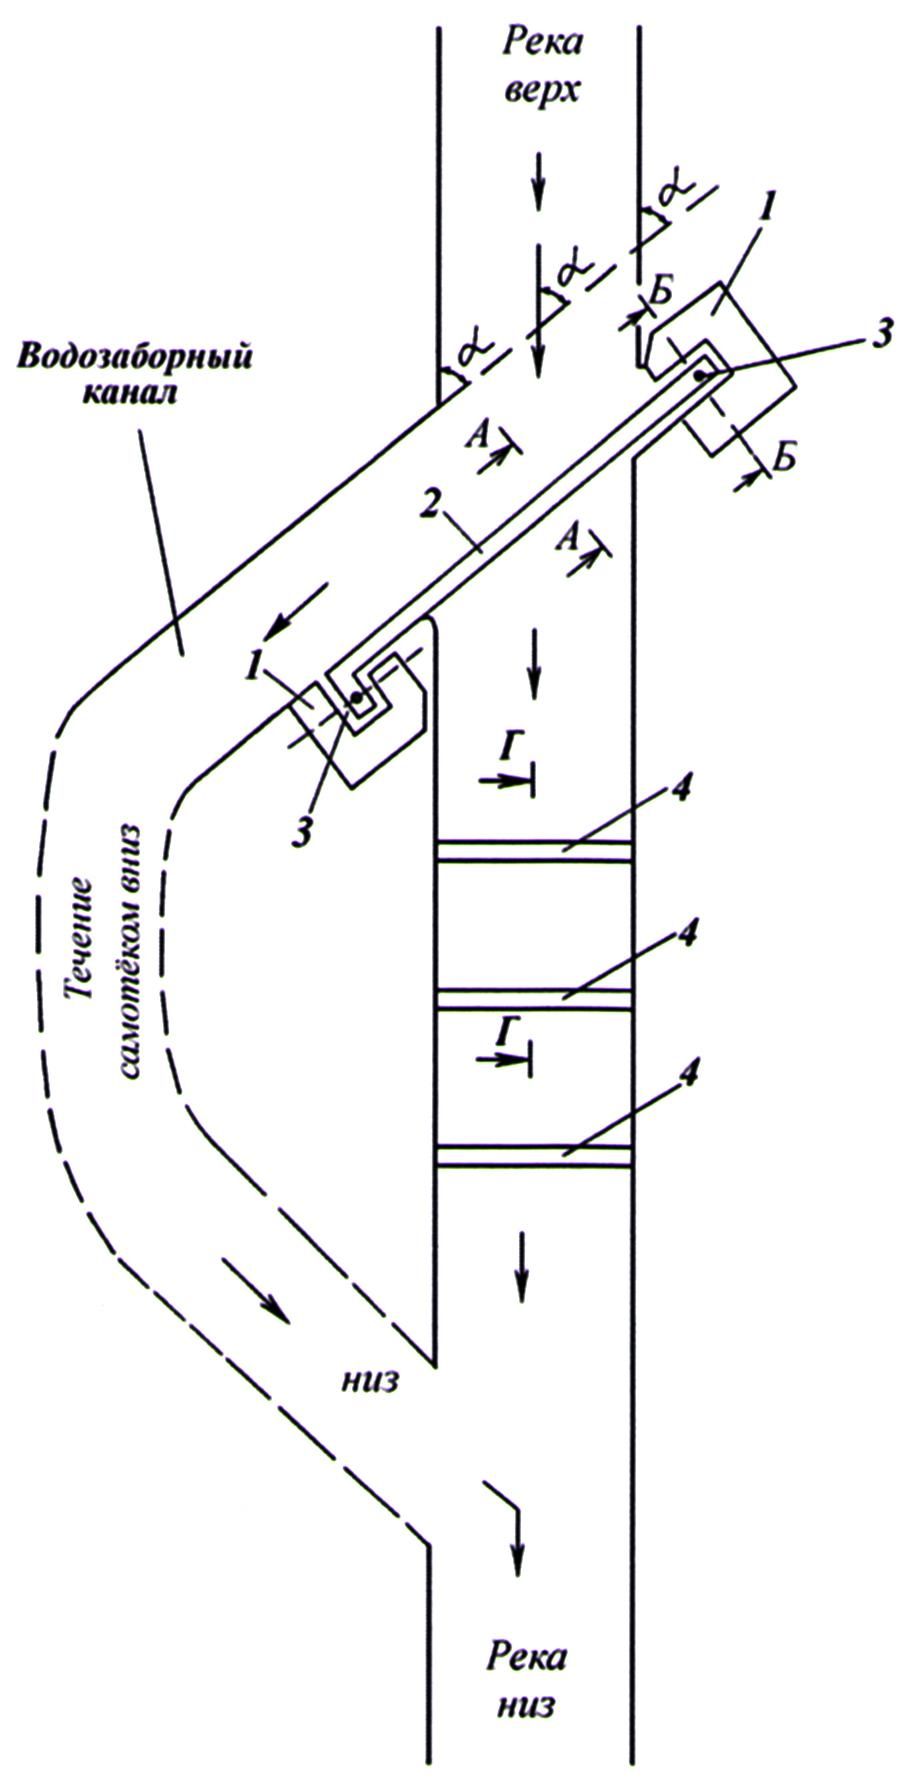 Река
верх
α
1
α
Б
α
3
Водозаборный
канал
А
Б
2
А
1
Г
4
3
Течение
самотёком вниз
4
Г
4
низ
Река
низ